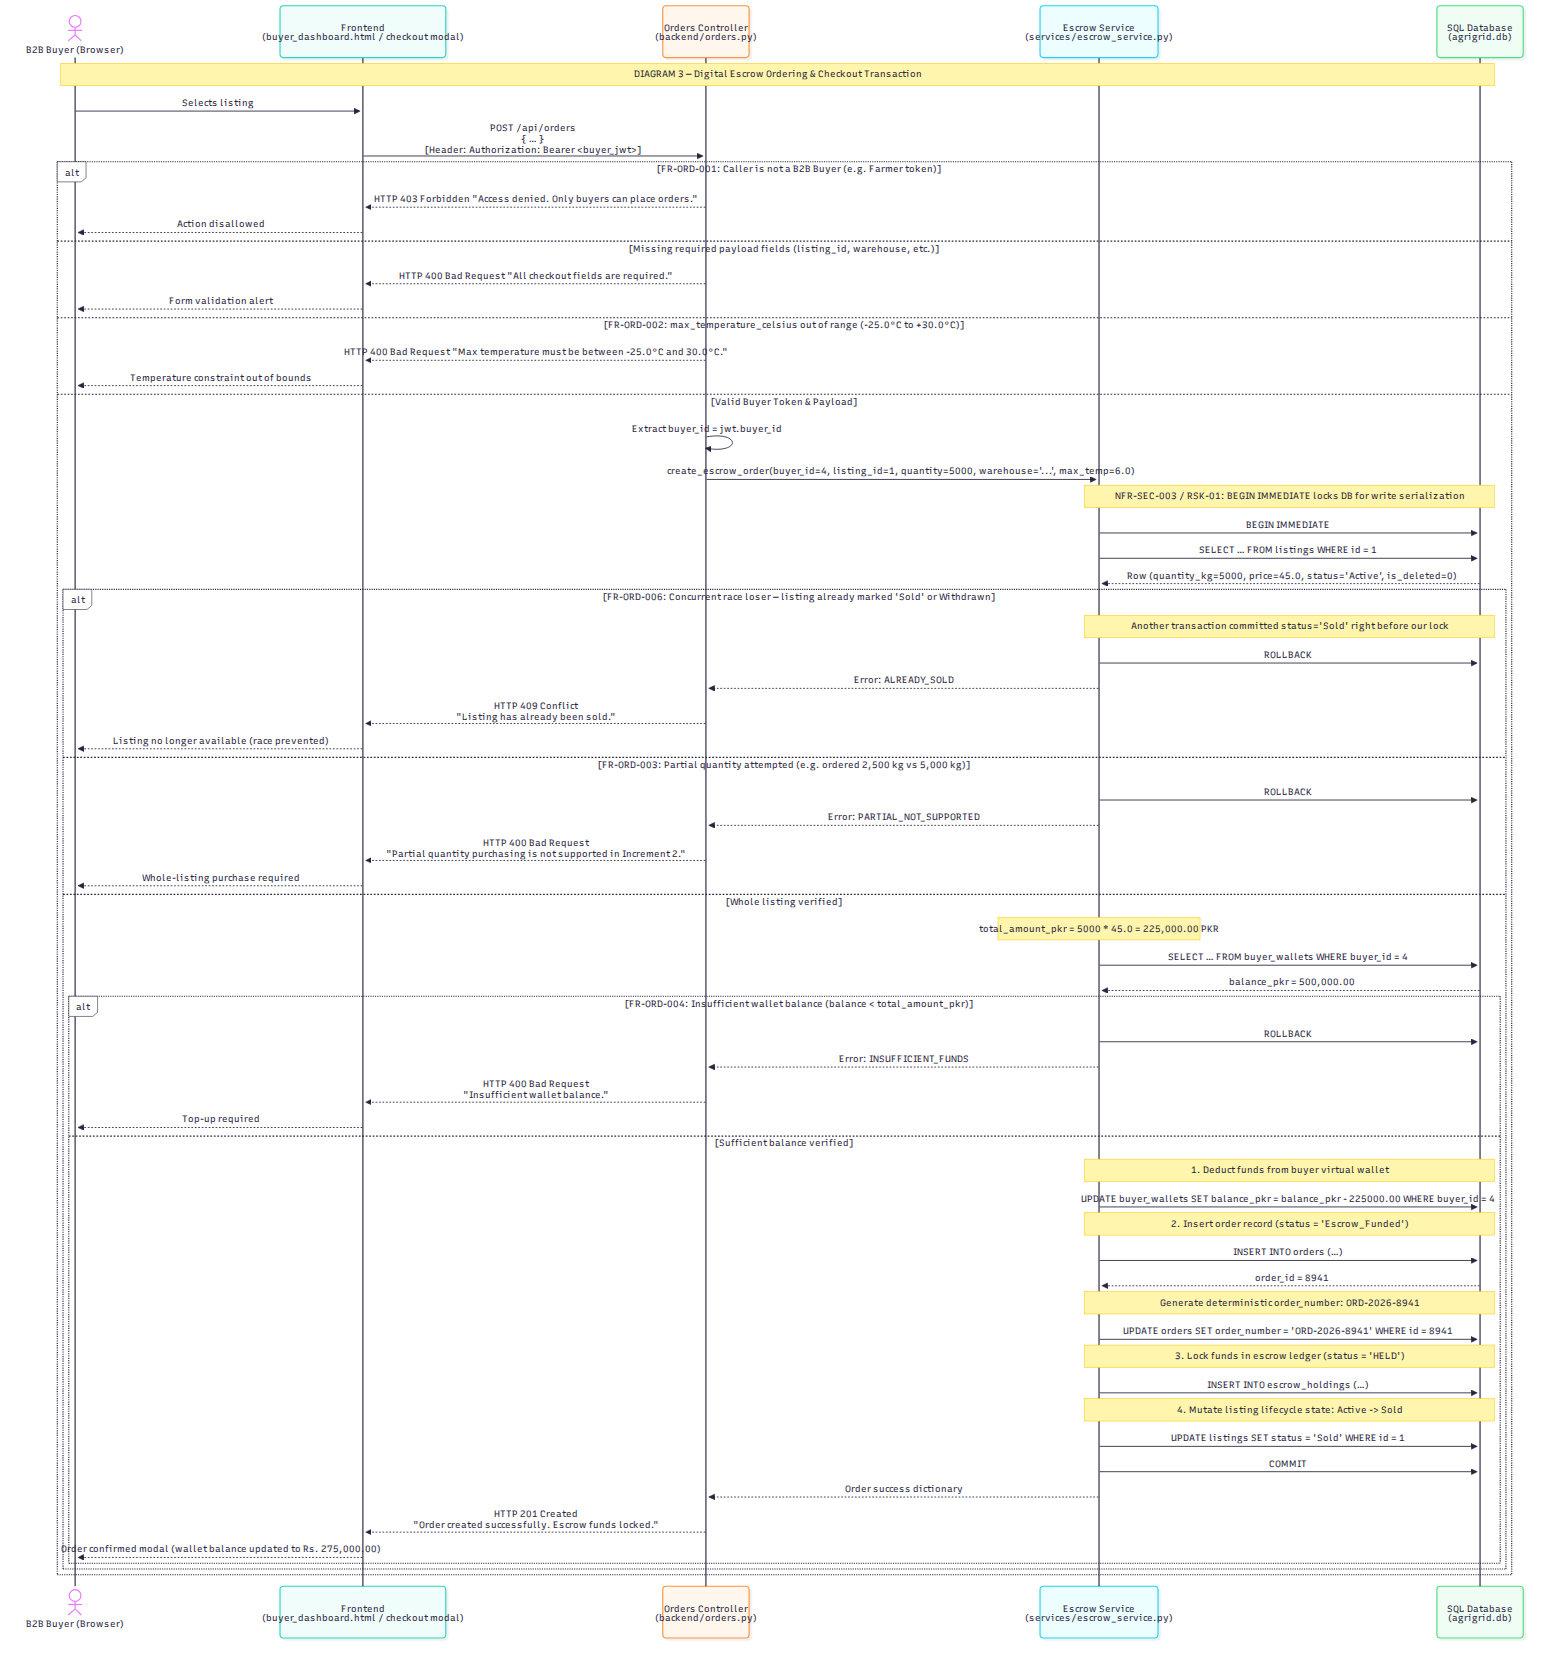 B2B Buyer (Browser)
Frontend
(buyer_dashboard.html / checkout modal)
Orders Controller
(backend/orders.py)
Escrow Service
(services/escrow_service.py)
SQL Database
(agrigrid.db)
DIAGRAM 3 – Digital Escrow Ordering & Checkout Transaction
Selects listing
POST /api/orders
{ ... }
[Header: Authorization: Bearer <buyer_jwt>]
alt
[FR-ORD-001: Caller is not a B2B Buyer (e.g. Farmer token)]
HTTP 403 Forbidden "Access denied. Only buyers can place orders."
Action disallowed
[Missing required payload fields (listing_id, warehouse, etc.)]
HTTP 400 Bad Request "All checkout fields are required."
Form validation alert
[FR-ORD-002: max_temperature_celsius out of range (-25.0°C to +30.0°C)]
HTTP 400 Bad Request "Max temperature must be between -25.0°C and 30.0°C."
Temperature constraint out of bounds
[Valid Buyer Token & Payload]
Extract buyer_id = jwt.buyer_id
create_escrow_order(buyer_id=4, listing_id=1, quantity=5000, warehouse='...', max_temp=6.0)
NFR-SEC-003 / RSK-01: BEGIN IMMEDIATE locks DB for write serialization
BEGIN IMMEDIATE
SELECT ... FROM listings WHERE id = 1
Row (quantity_kg=5000, price=45.0, status='Active', is_deleted=0)
alt
[FR-ORD-006: Concurrent race loser – listing already marked 'Sold' or Withdrawn]
Another transaction committed status='Sold' right before our lock
ROLLBACK
Error: ALREADY_SOLD
HTTP 409 Conflict
"Listing has already been sold."
Listing no longer available (race prevented)
[FR-ORD-003: Partial quantity attempted (e.g. ordered 2,500 kg vs 5,000 kg)]
ROLLBACK
Error: PARTIAL_NOT_SUPPORTED
HTTP 400 Bad Request
"Partial quantity purchasing is not supported in Increment 2."
Whole-listing purchase required
[Whole listing verified]
total_amount_pkr = 5000 * 45.0 = 225,000.00 PKR
SELECT ... FROM buyer_wallets WHERE buyer_id = 4
balance_pkr = 500,000.00
alt
[FR-ORD-004: Insufficient wallet balance (balance < total_amount_pkr)]
ROLLBACK
Error: INSUFFICIENT_FUNDS
HTTP 400 Bad Request
"Insufficient wallet balance."
Top-up required
[Sufficient balance verified]
1. Deduct funds from buyer virtual wallet
UPDATE buyer_wallets SET balance_pkr = balance_pkr - 225000.00 WHERE buyer_id = 4
2. Insert order record (status = 'Escrow_Funded')
INSERT INTO orders (...)
order_id = 8941
Generate deterministic order_number: ORD-2026-8941
UPDATE orders SET order_number = 'ORD-2026-8941' WHERE id = 8941
3. Lock funds in escrow ledger (status = 'HELD')
INSERT INTO escrow_holdings (...)
4. Mutate listing lifecycle state: Active -> Sold
UPDATE listings SET status = 'Sold' WHERE id = 1
COMMIT
Order success dictionary
HTTP 201 Created
"Order created successfully. Escrow funds locked."
Order confirmed modal (wallet balance updated to Rs. 275,000.00)
B2B Buyer (Browser)
Frontend
(buyer_dashboard.html / checkout modal)
Orders Controller
(backend/orders.py)
Escrow Service
(services/escrow_service.py)
SQL Database
(agrigrid.db)